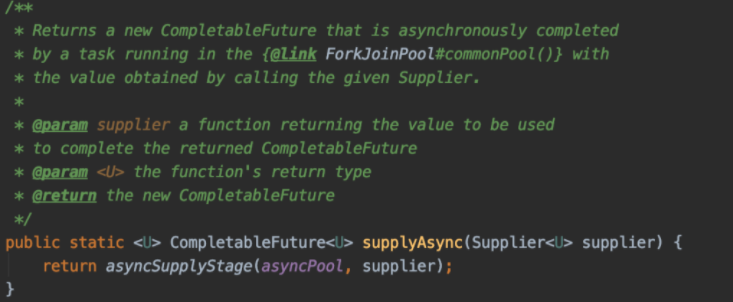 /**
 * Returns a new CompletableFuture that is asynchronously completed
 * by a task running in the {@link ForkJoinPool#commonPool()} with
 * the value obtained by calling the given Supplier.
 *
 * @param supplier a function returning the value to be used
 * to complete the returned CompletableFuture
 * @param <U> the function's return type
 * @return the new CompletableFuture
 */
public static <U> CompletableFuture<U> supplyAsync(Supplier<U> supplier) {
    return asyncSupplyStage(asyncPool, supplier);
}